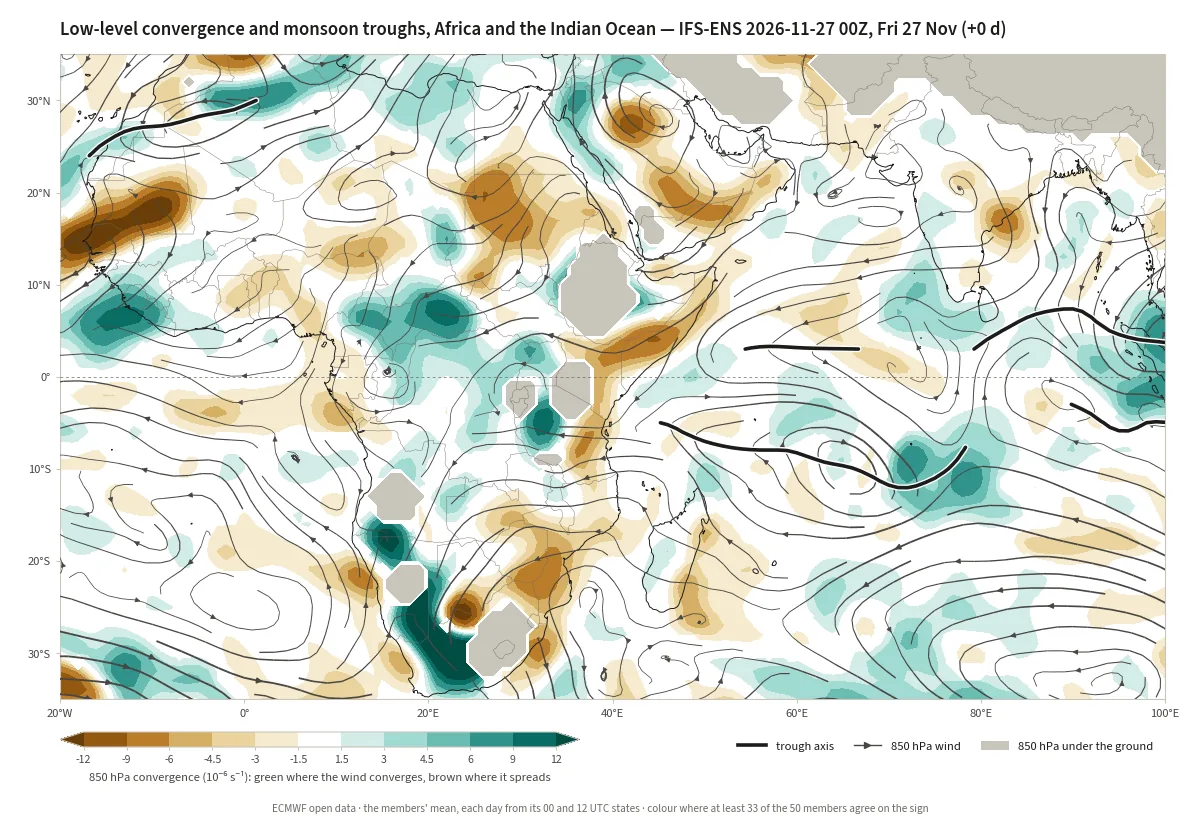 Low-level convergence and monsoon troughs, Africa and the Indian Ocean — IFS-ENS 2026-11-27 00Z, Fri 27 Nov (+0 d)
30°N
20°N
10°N
0°
10°S
20°S
30°S
20°W 0° 20°E 40°E 60°E 80°E 100°E
-12 -9 -6 -4.5 -3 -1.5 1.5 3 4.5 6 9 12
850 hPa convergence (10⁻⁶ s⁻¹): green where the wind converges, brown where it spreads
trough axis 850 hPa wind 850 hPa under the ground
ECMWF open data · the members' mean, each day from its 00 and 12 UTC states · colour where at least 33 of the 50 members agree on the sign